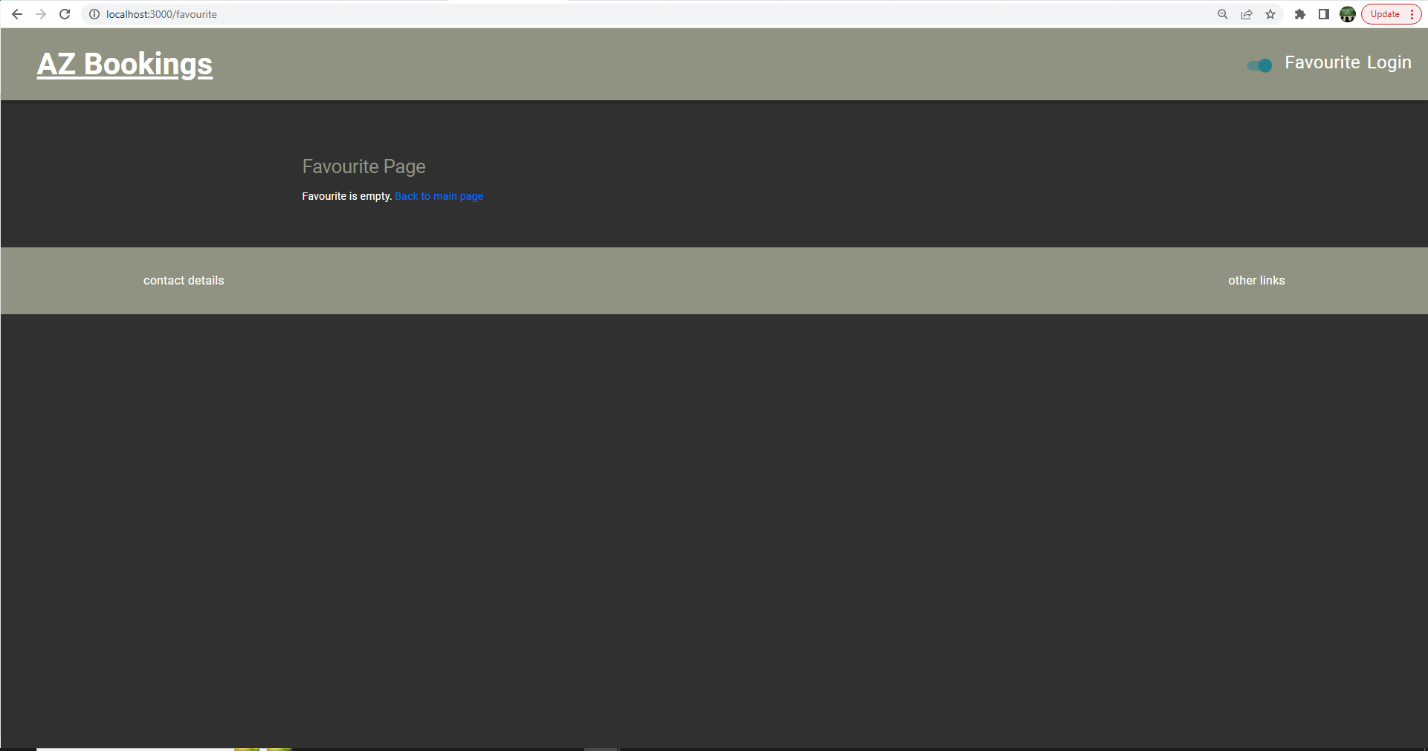 localhost:3000/favourite
Update
AZ Bookings
Favourite Login
Favourite Page
Favourite is empty. Back to main page
contact details
other links